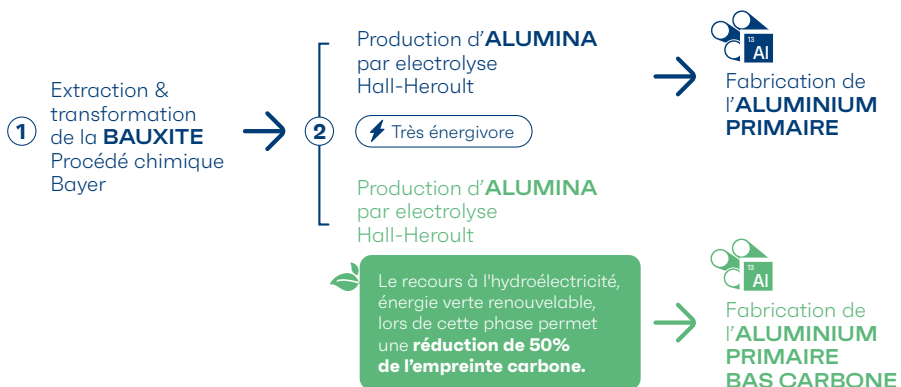 1
Extraction &
transformation
de la BAUXITE
Procédé chimique
Bayer
2
Production d'ALUMINA
par electrolyse
Hall-Heroult
Très énergivore
13
Al
Fabrication de
l'ALUMINIUM
PRIMAIRE
Production d'ALUMINA
par electrolyse
Hall-Heroult
Le recours à l'hydroélectricité,
énergie verte renouvelable,
lors de cette phase permet
une réduction de 50%
de l'empreinte carbone.
13
Al
Fabrication de
l'ALUMINIUM
PRIMAIRE
BAS CARBONE